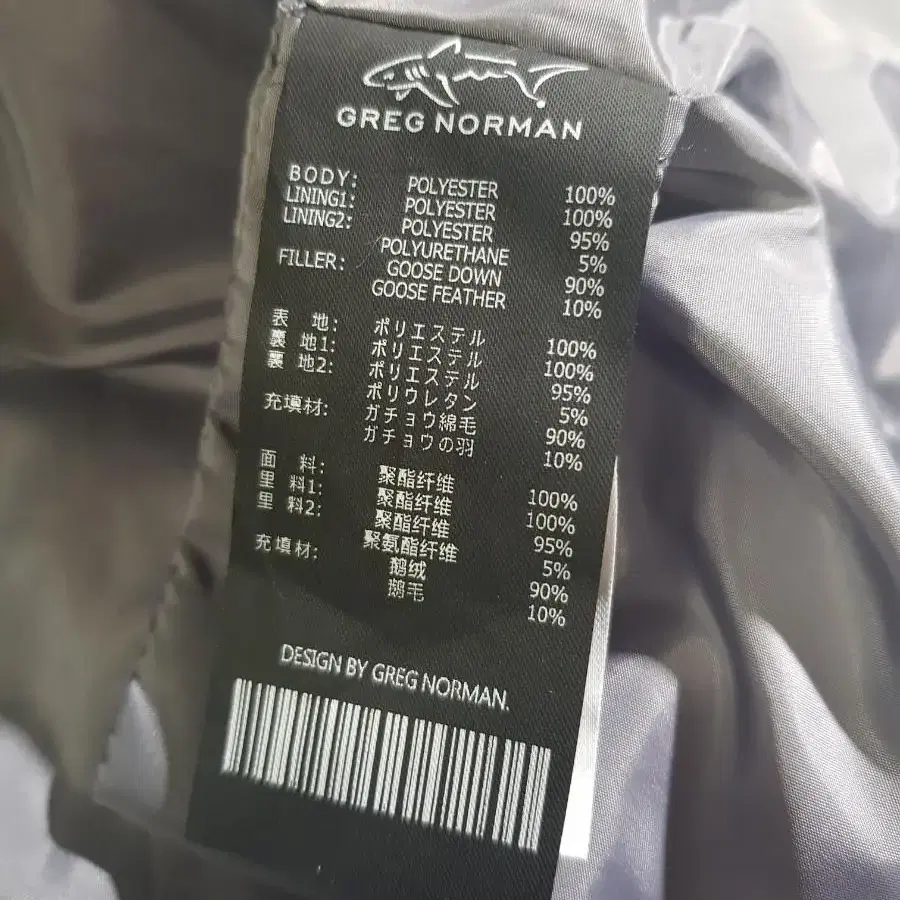 GREG NORMAN
BODY: POLYESTER 100%
LINING1: POLYESTER 100%
LINING2: POLYESTER 95%
POLYURETHANE 5%
FILLER: GOOSE DOWN 90%
GOOSE FEATHER 10%
表 地: ポリエステル 100%
裏 地1: ポリエステル 100%
裏 地2: ポリエステル 95%
ポリウレタン 5%
充填材: ガチョウ綿毛 90%
ガチョウの羽 10%
面 料: 聚酯纤维 100%
里 料1: 聚酯纤维 100%
里 料2: 聚酯纤维 95%
聚氨酯纤维 5%
充填材: 鹅绒 90%
鹅毛 10%
DESIGN BY GREG NORMAN.